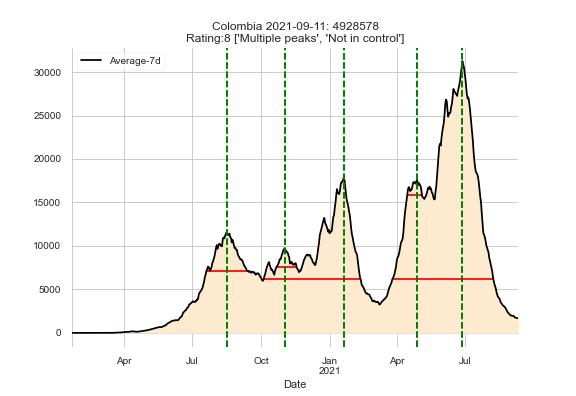 Colombia 2021-09-11: 4928578
Rating:8 ['Multiple peaks', 'Not in control']
Average-7d
30000
25000
20000
15000
10000
5000
0
Apr
Jul
Oct
Jan
2021
Apr
Jul
Date